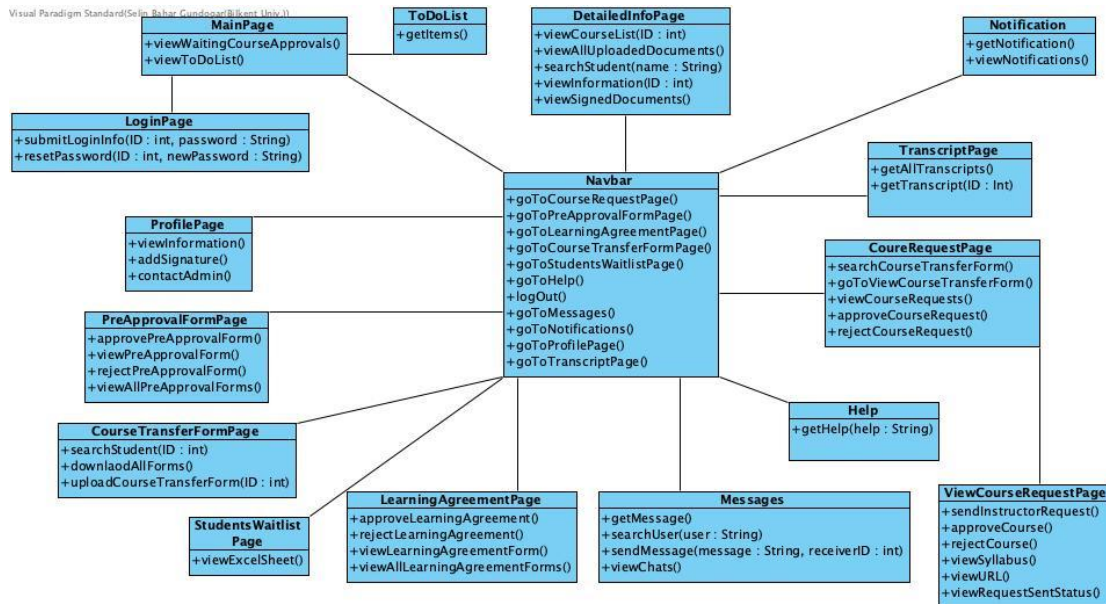 Visual Paradigm Standard(Selin Bahar Gundogar(Bilkent Univ.))
MainPage
+viewWaitingCourseApprovals()
+viewToDoList()
ToDoList
+getItems()
DetailedInfoPage
+viewCourseList(ID : int)
+viewAllUploadedDocuments()
+searchStudent(name : String)
+viewInformation(ID : int)
+viewSignedDocuments()
Notification
+getNotification()
+viewNotifications()
LoginPage
+submitLoginInfo(ID : int, password : String)
+resetPassword(ID : int, newPassword : String)
TranscriptPage
+getAllTranscripts()
+getTranscript(ID : Int)
Navbar
+goToCourseRequestPage()
+goToPreApprovalFormPage()
+goToLearningAgreementPage()
+goToCourseTransferFormPage()
+goToStudentsWaitlistPage()
+goToHelp()
+logOut()
+goToMessages()
+goToNotifications()
+goToProfilePage()
+goToTranscriptPage()
ProfilePage
+viewInformation()
+addSignature()
+contactAdmin()
CoureRequestPage
+searchCourseTransferForm()
+goToViewCourseTransferForm()
+viewCourseRequests()
+approveCourseRequest()
+rejectCourseRequest()
PreApprovalFormPage
+approvePreApprovalForm()
+viewPreApprovalForm()
+rejectPreApprovalForm()
+viewAllPreApprovalForms()
Help
+getHelp(help : String)
CourseTransferFormPage
+searchStudent(ID : int)
+downlaodAllForms()
+uploadCourseTransferForm(ID : int)
StudentsWaitlist
Page
+viewExcelSheet()
LearningAgreementPage
+approveLearningAgreement()
+rejectLearningAgreement()
+viewLearningAgreementForm()
+viewAllLearningAgreementForms()
Messages
+getMessage()
+searchUser(user : String)
+sendMessage(message : String, receiverID : int)
+viewChats()
ViewCourseRequestPage
+sendInstructorRequest()
+approveCourse()
+rejectCourse()
+viewSyllabus()
+viewURL()
+viewRequestSentStatus()